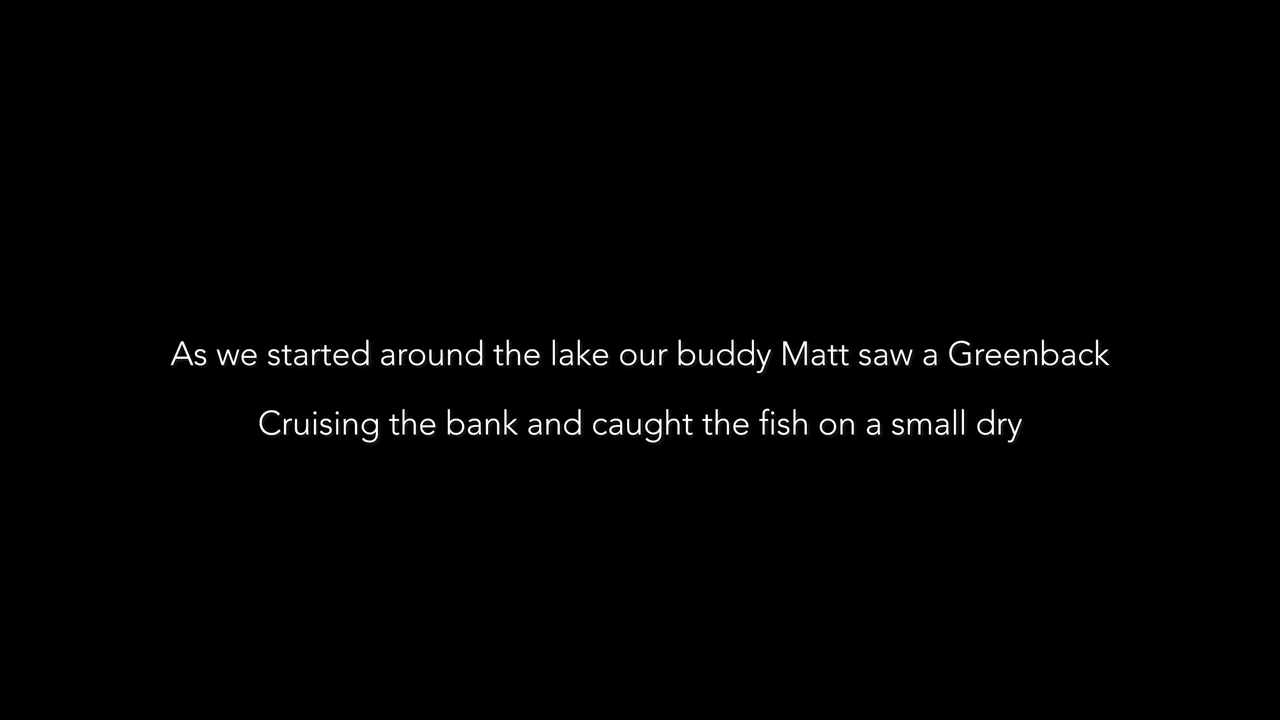 As we started around the lake our buddy Matt saw a Greenback
Cruising the bank and caught the fish on a small dry